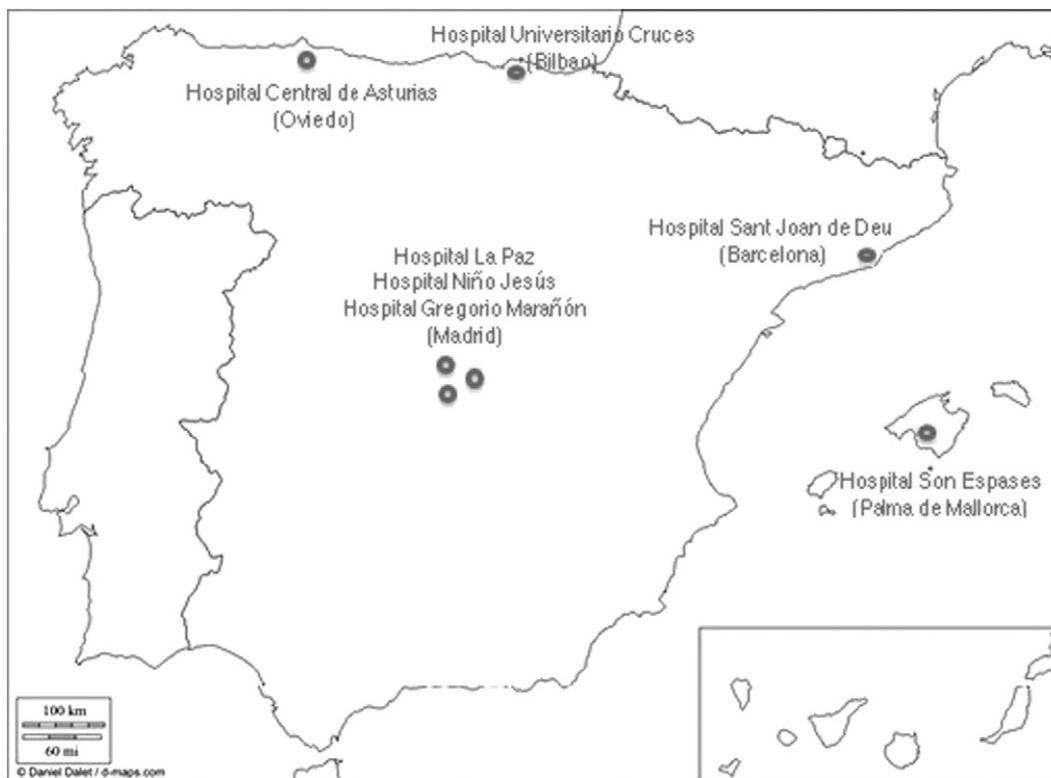 Hospital Universitario Cruces
(Bilbao)
Hospital Central de Asturias
(Oviedo)
Hospital Sant Joan de Deu
(Barcelona)
Hospital La Paz
Hospital Niño Jesús
Hospital Gregorio Marañón
(Madrid)
Hospital Son Espases
(Palma de Mallorca)
100 km
60 mi
© Daniel Dalet / d-maps.com